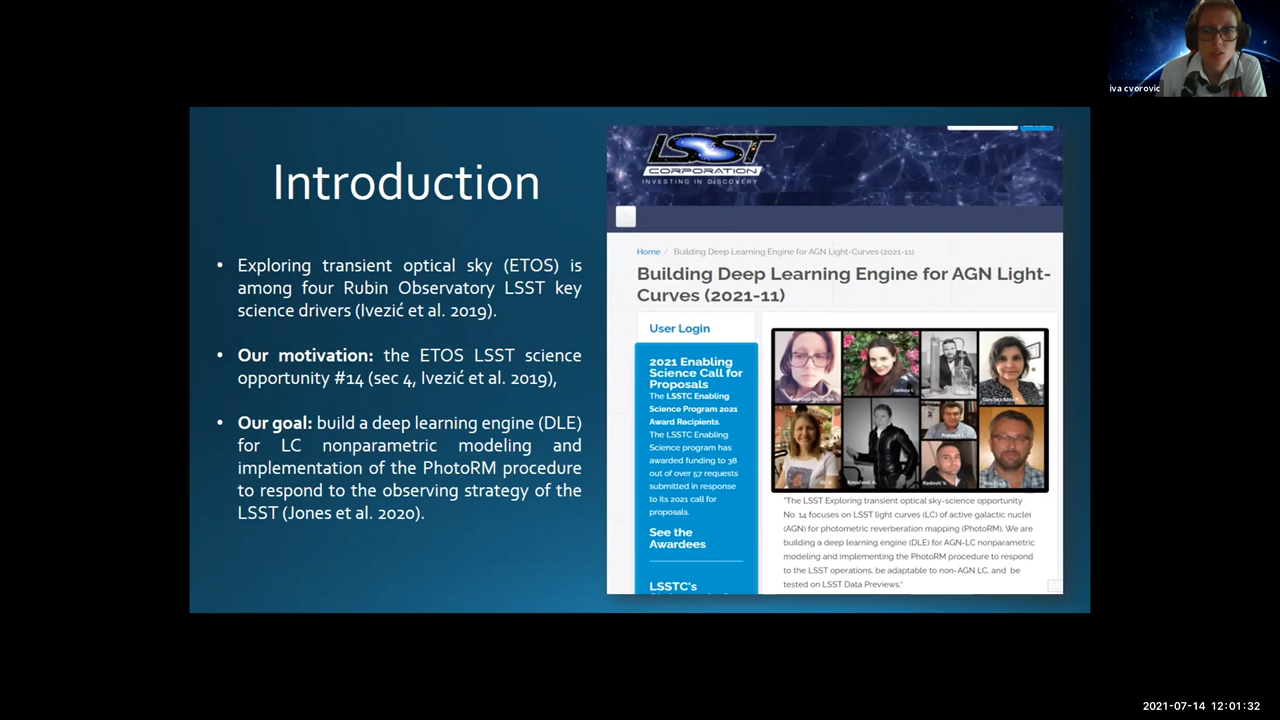 iva cvorovic
Introduction
• Exploring transient optical sky (ETOS) is
among four Rubin Observatory LSST key
science drivers (Ivezić et al. 2019).
• Our motivation: the ETOS LSST science
opportunity #14 (sec 4, Ivezić et al. 2019),
• Our goal: build a deep learning engine (DLE)
for LC nonparametric modeling and
implementation of the PhotoRM procedure
to respond to the observing strategy of the
LSST (Jones et al. 2020).
LSST
CORPORATION
INVESTING IN DISCOVERY
Home / Building Deep Learning Engine for AGN Light-Curves (2021-11)
Building Deep Learning Engine for AGN Light-
Curves (2021-11)
User Login
2021 Enabling
Science Call for
Proposals
The LSSTC Enabling
Science Program 2021
Award Recipients.
The LSSTC Enabling
Science program has
awarded funding to 38
out of over 57 requests
submitted in response
to its 2021 call for
proposals.
See the
Awardees
LSSTC's
"The LSST Exploring transient optical sky-science opportunity
No. 14 focuses on LSST light curves (LC) of active galactic nuclei
(AGN) for photometric reverberation mapping (PhotoRM). We are
building a deep learning engine (DLE) for AGN-LC nonparametric
modeling and implementing the PhotoRM procedure to respond
to the LSST operations, be adaptable to non-AGN LC, and be
tested on LSST Data Previews."
2021-07-14 12:01:32